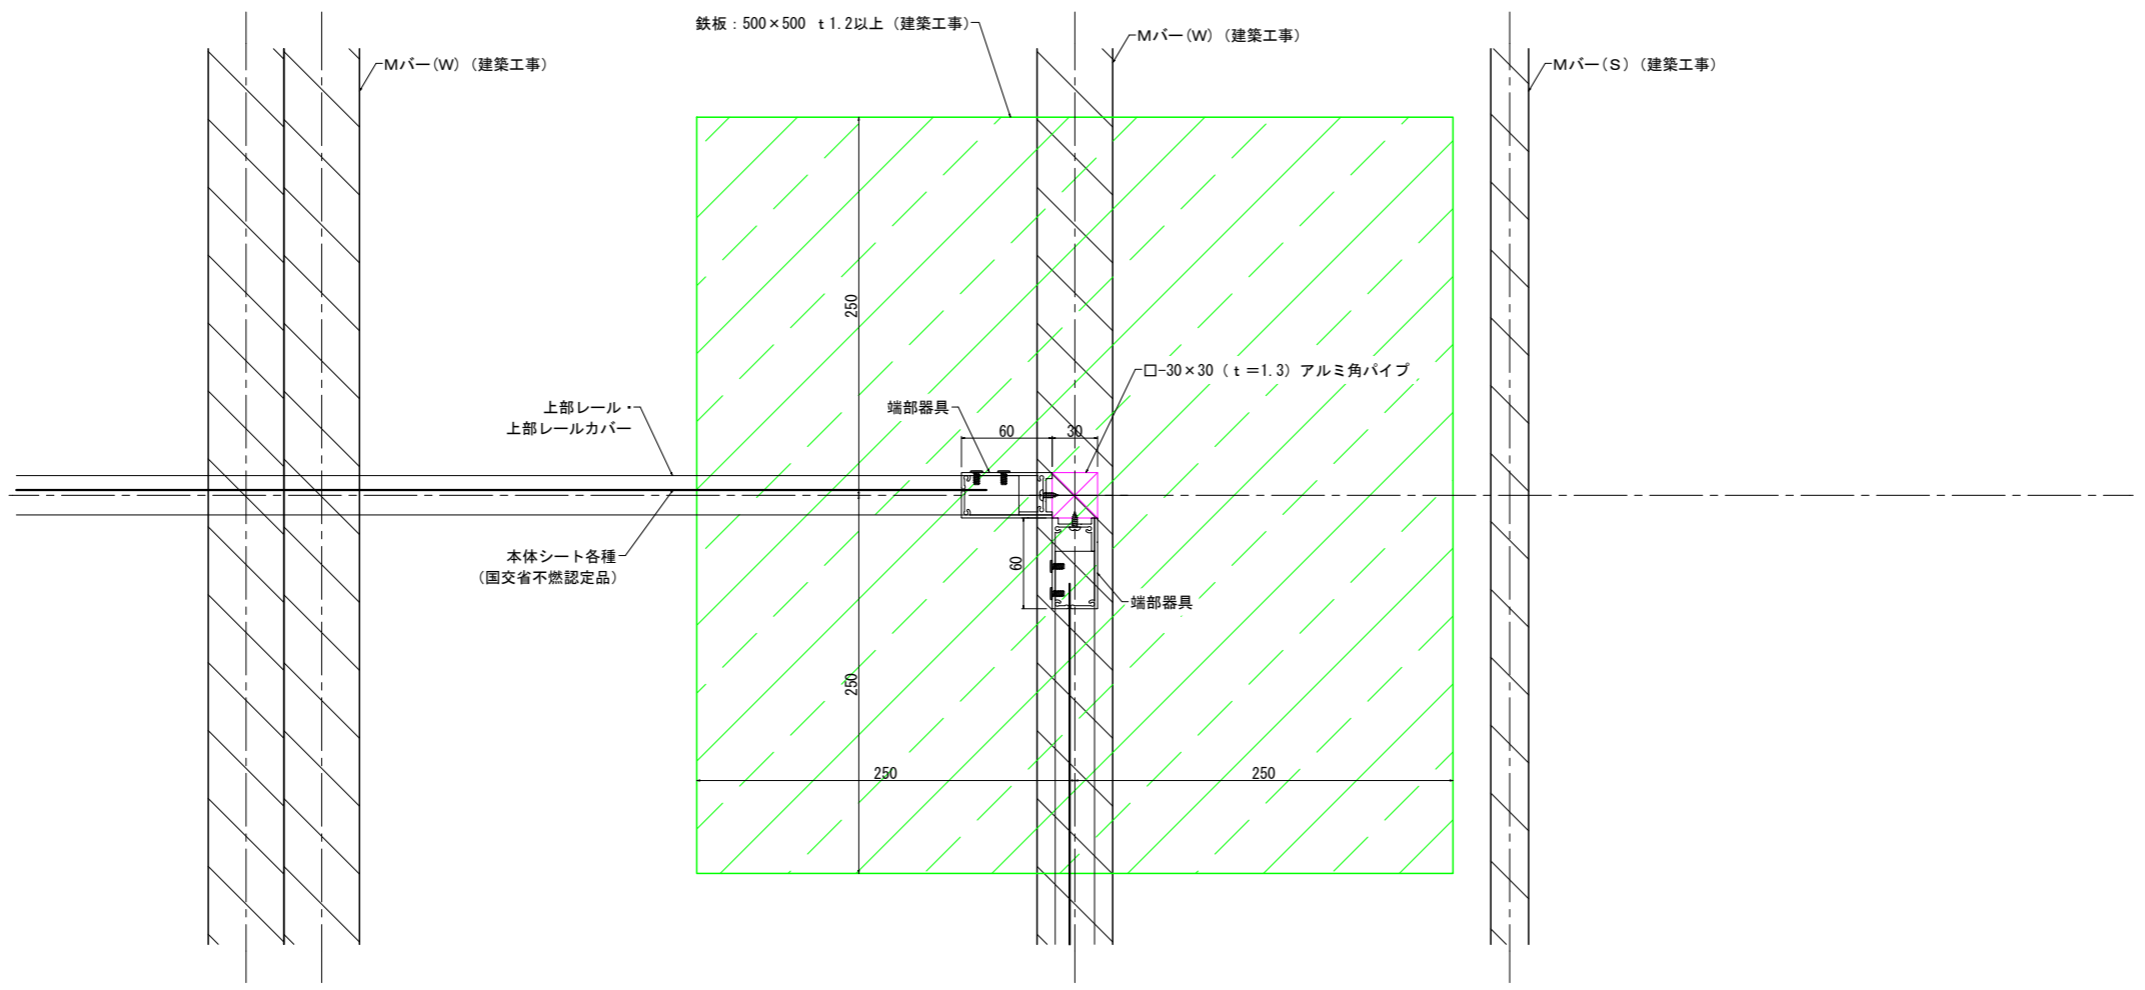 鉄板：500×500 t1.2以上（建築工事）
Mバー(W)（建築工事）
Mバー(W)（建築工事）
Mバー(S)（建築工事）
250
□-30×30（t＝1.3）アルミ角パイプ
上部レール・
上部レールカバー
端部器具
60
30
本体シート各種
（国交省不燃認定品）
60
端部器具
250
250
250